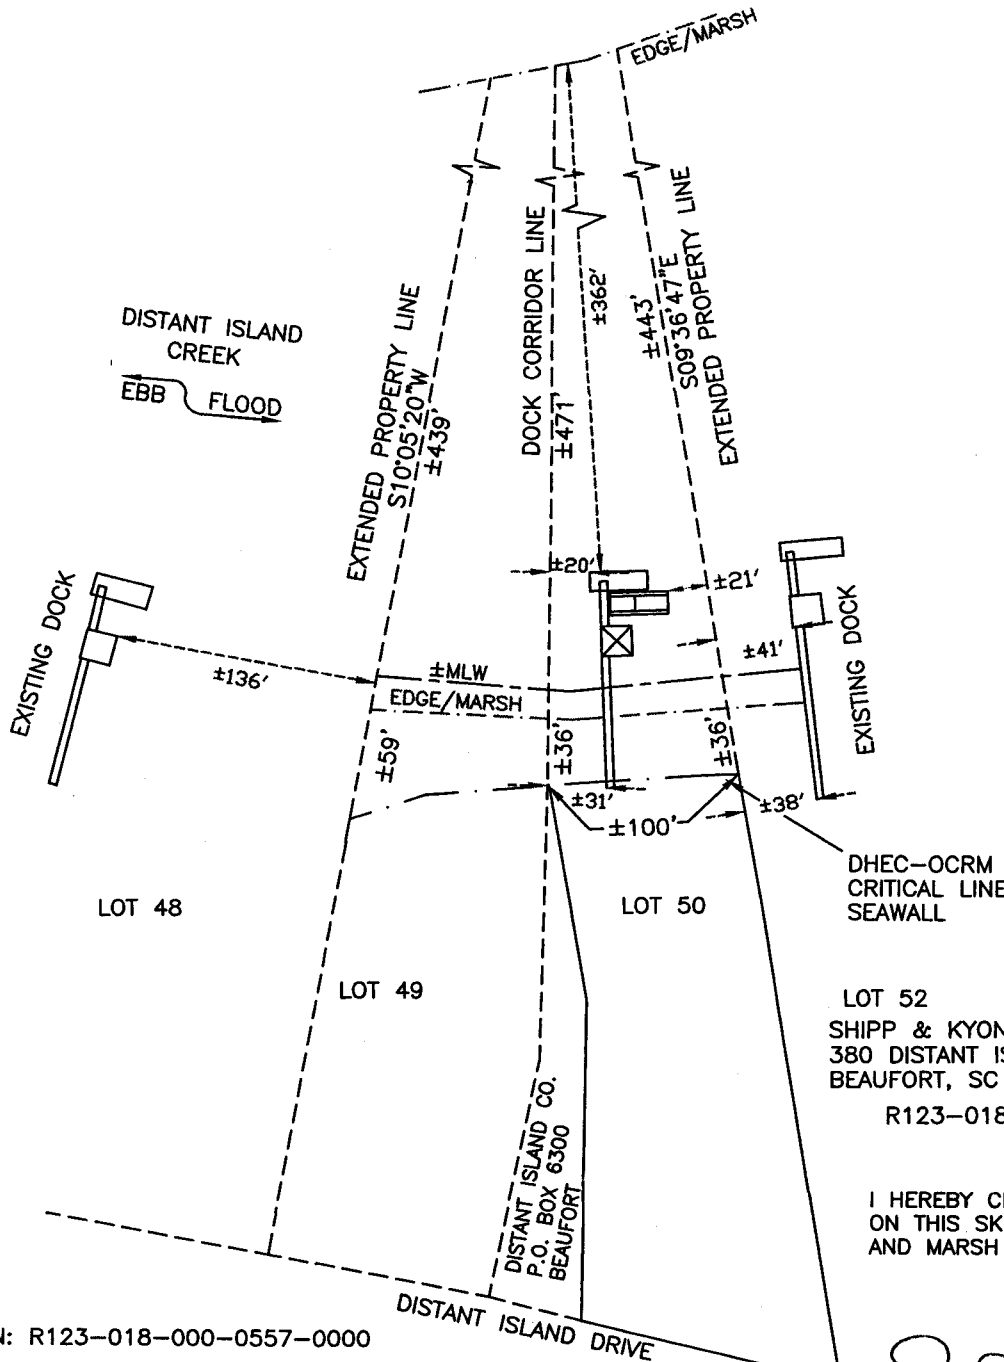 EDGE/MARSH
DISTANT ISLAND
CREEK
EBB
FLOOD
EXTENDED PROPERTY LINE
S10°05'20"W
±439'
DOCK CORRIDOR LINE
±471'
±362'
±443'
S09°36'47"E
EXTENDED PROPERTY LINE
±20'
±21'
EXISTING DOCK
±136'
±MLW
EDGE/MARSH
±41'
EXISTING DOCK
±59'
±36'
±36'
±31'
±100'
±38'
DHEC-OCRM
CRITICAL LINE
SEAWALL
LOT 48
LOT 50
LOT 49
LOT 52
SHIPP & KYON
380 DISTANT IS
BEAUFORT, SC
R123-018
DISTANT ISLAND CO.
P.O. BOX 6300
BEAUFORT
I HEREBY C
ON THIS SK
AND MARSH
DISTANT ISLAND DRIVE
N: R123-018-000-0557-0000